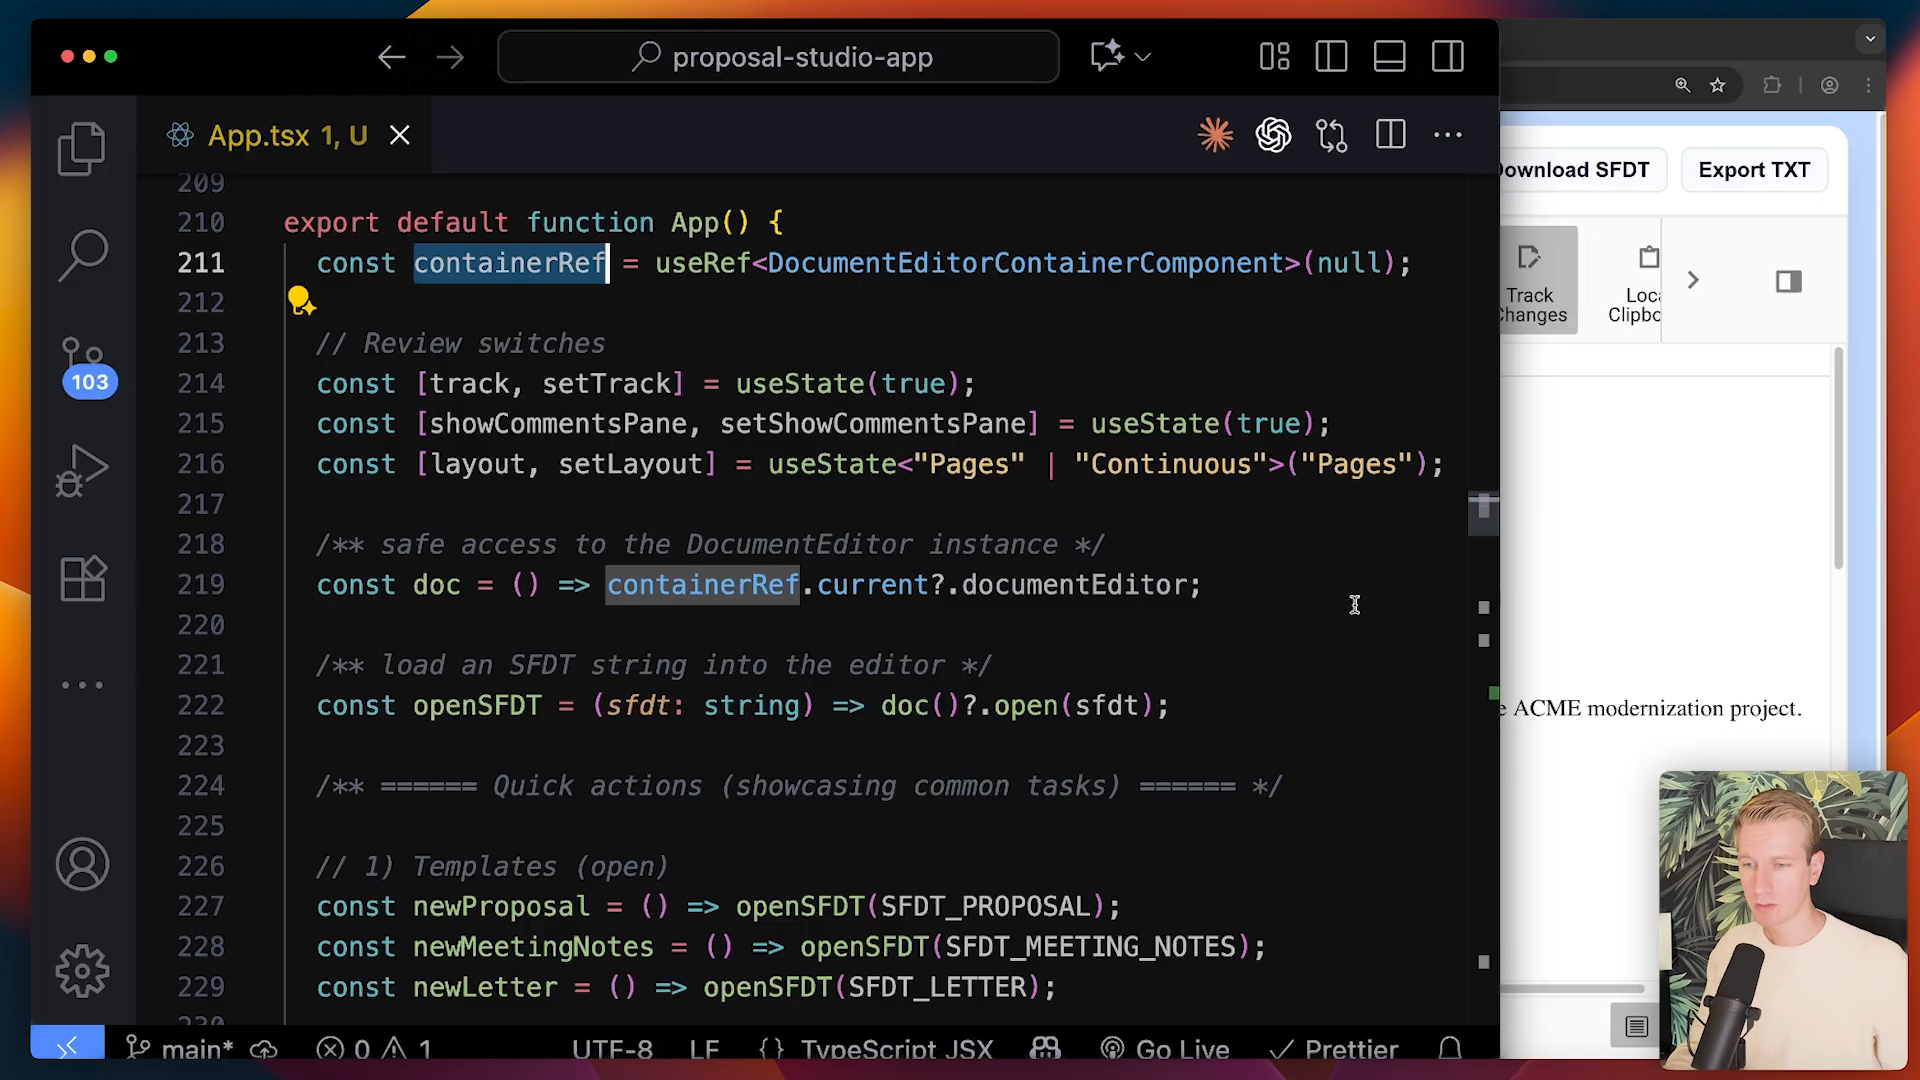 proposal-studio-app
App.tsx 1, U
209
210 export default function App() {
211 const containerRef = useRef<DocumentEditorContainerComponent>(null);
212
213 // Review switches
214 const [track, setTrack] = useState(true);
215 const [showCommentsPane, setShowCommentsPane] = useState(true);
216 const [layout, setLayout] = useState<"Pages" | "Continuous">("Pages");
217
218 /** safe access to the DocumentEditor instance */
219 const doc = () => containerRef.current?.documentEditor;
220
221 /** load an SFDT string into the editor */
222 const openSFDT = (sfdt: string) => doc()?.open(sfdt);
223
224 /** ====== Quick actions (showcasing common tasks) ====== */
225
226 // 1) Templates (open)
227 const newProposal = () => openSFDT(SFDT_PROPOSAL);
228 const newMeetingNotes = () => openSFDT(SFDT_MEETING_NOTES);
229 const newLetter = () => openSFDT(SFDT_LETTER);
230
103
main* 0 1 UTF-8 LF {} TypeScript JSX Go Live Prettier
ownload SFDT Export TXT
Track
Changes
Loca
Clipbo
e ACME modernization project.